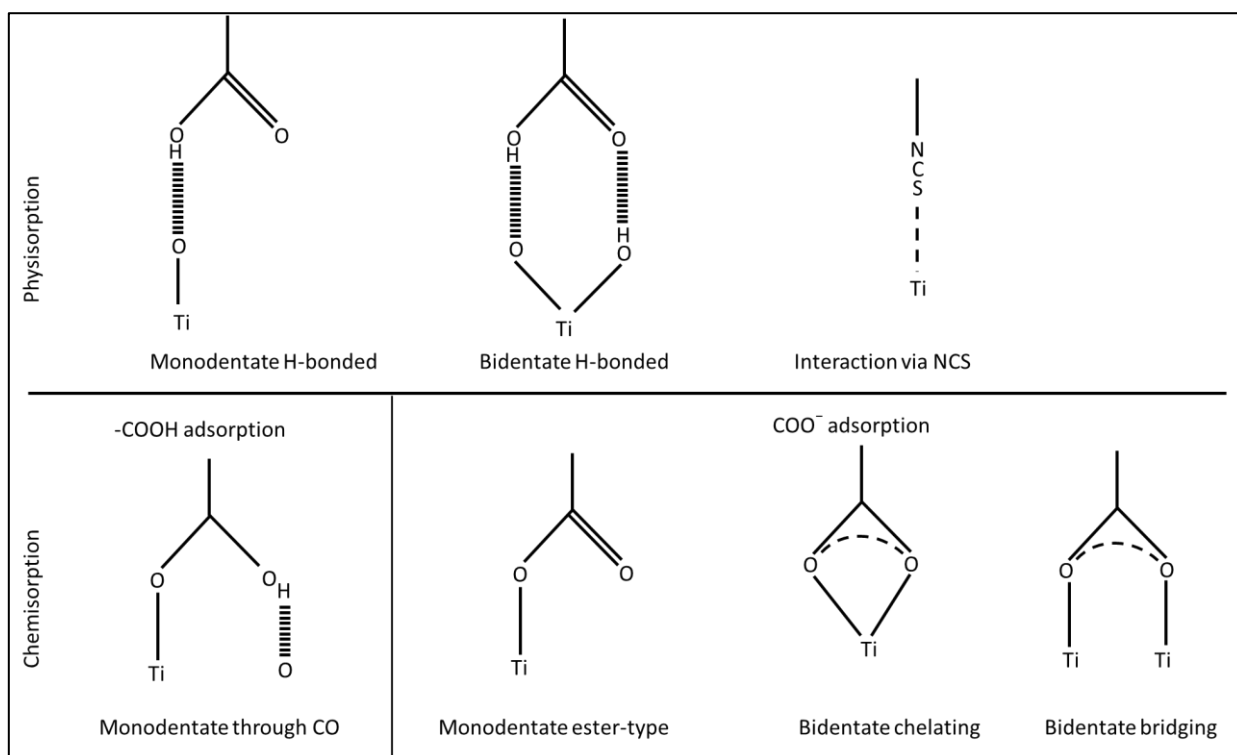 Physisorption
O
H
O
O
Ti
Monodentate H-bonded
O
H
O
O
H
O
Ti
Bidentate H-bonded
N
C
S
Ti
Interaction via NCS
Chemisorption
-COOH adsorption
O
O
H
Ti
O
Monodentate through CO
COO⁻ adsorption
O
O
Ti
Monodentate ester-type
O
O
Ti
Bidentate chelating
O
O
Ti
Ti
Bidentate bridging